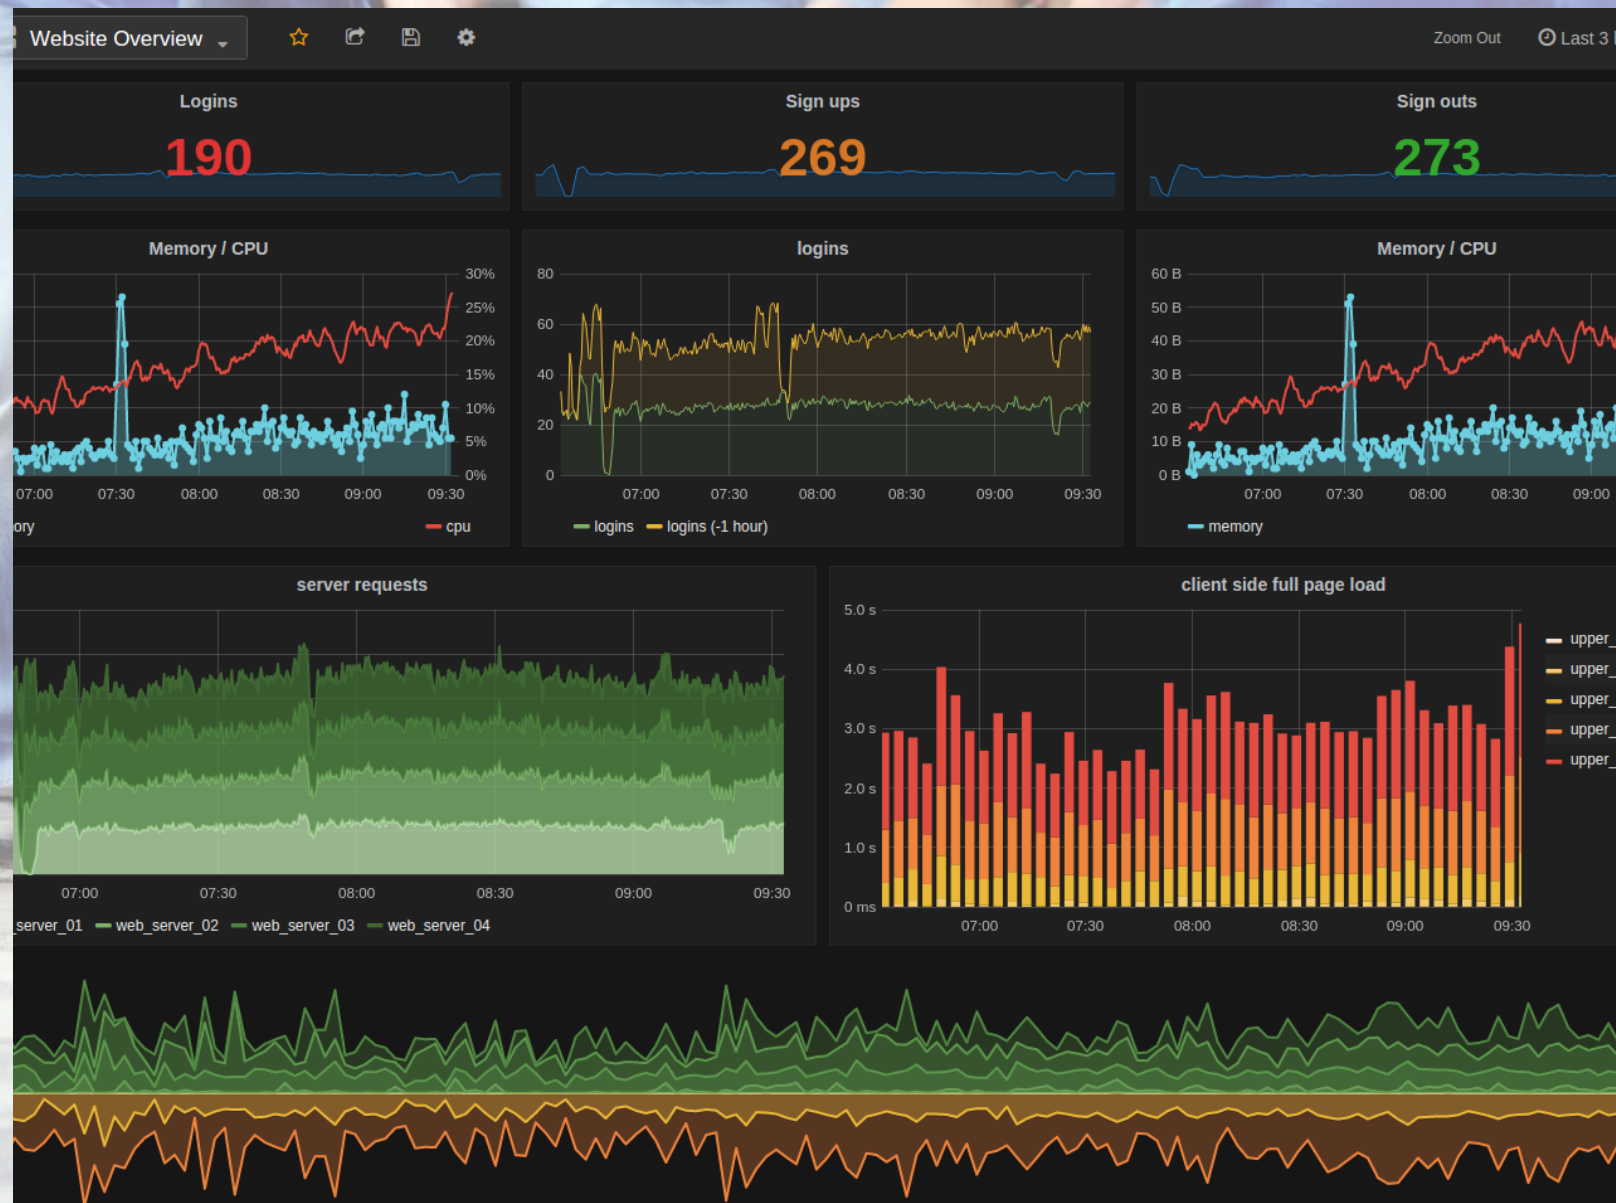 Website Overview
Zoom Out
Last 3
Logins
190
Sign ups
269
Sign outs
273
Memory / CPU
30%
25%
20%
15%
10%
5%
0%
07:00 07:30 08:00 08:30 09:00 09:30
ory
cpu
logins
80
60
40
20
0
07:00 07:30 08:00 08:30 09:00 09:30
logins logins (-1 hour)
Memory / CPU
60 B
50 B
40 B
30 B
20 B
10 B
0 B
07:00 07:30 08:00 08:30 09:00
memory
server requests
07:00 07:30 08:00 08:30 09:00 09:30
_server_01 web_server_02 web_server_03 web_server_04
client side full page load
5.0 s
4.0 s
3.0 s
2.0 s
1.0 s
0 ms
07:00 07:30 08:00 08:30 09:00 09:30
upper_
upper_
upper_
upper_
upper_